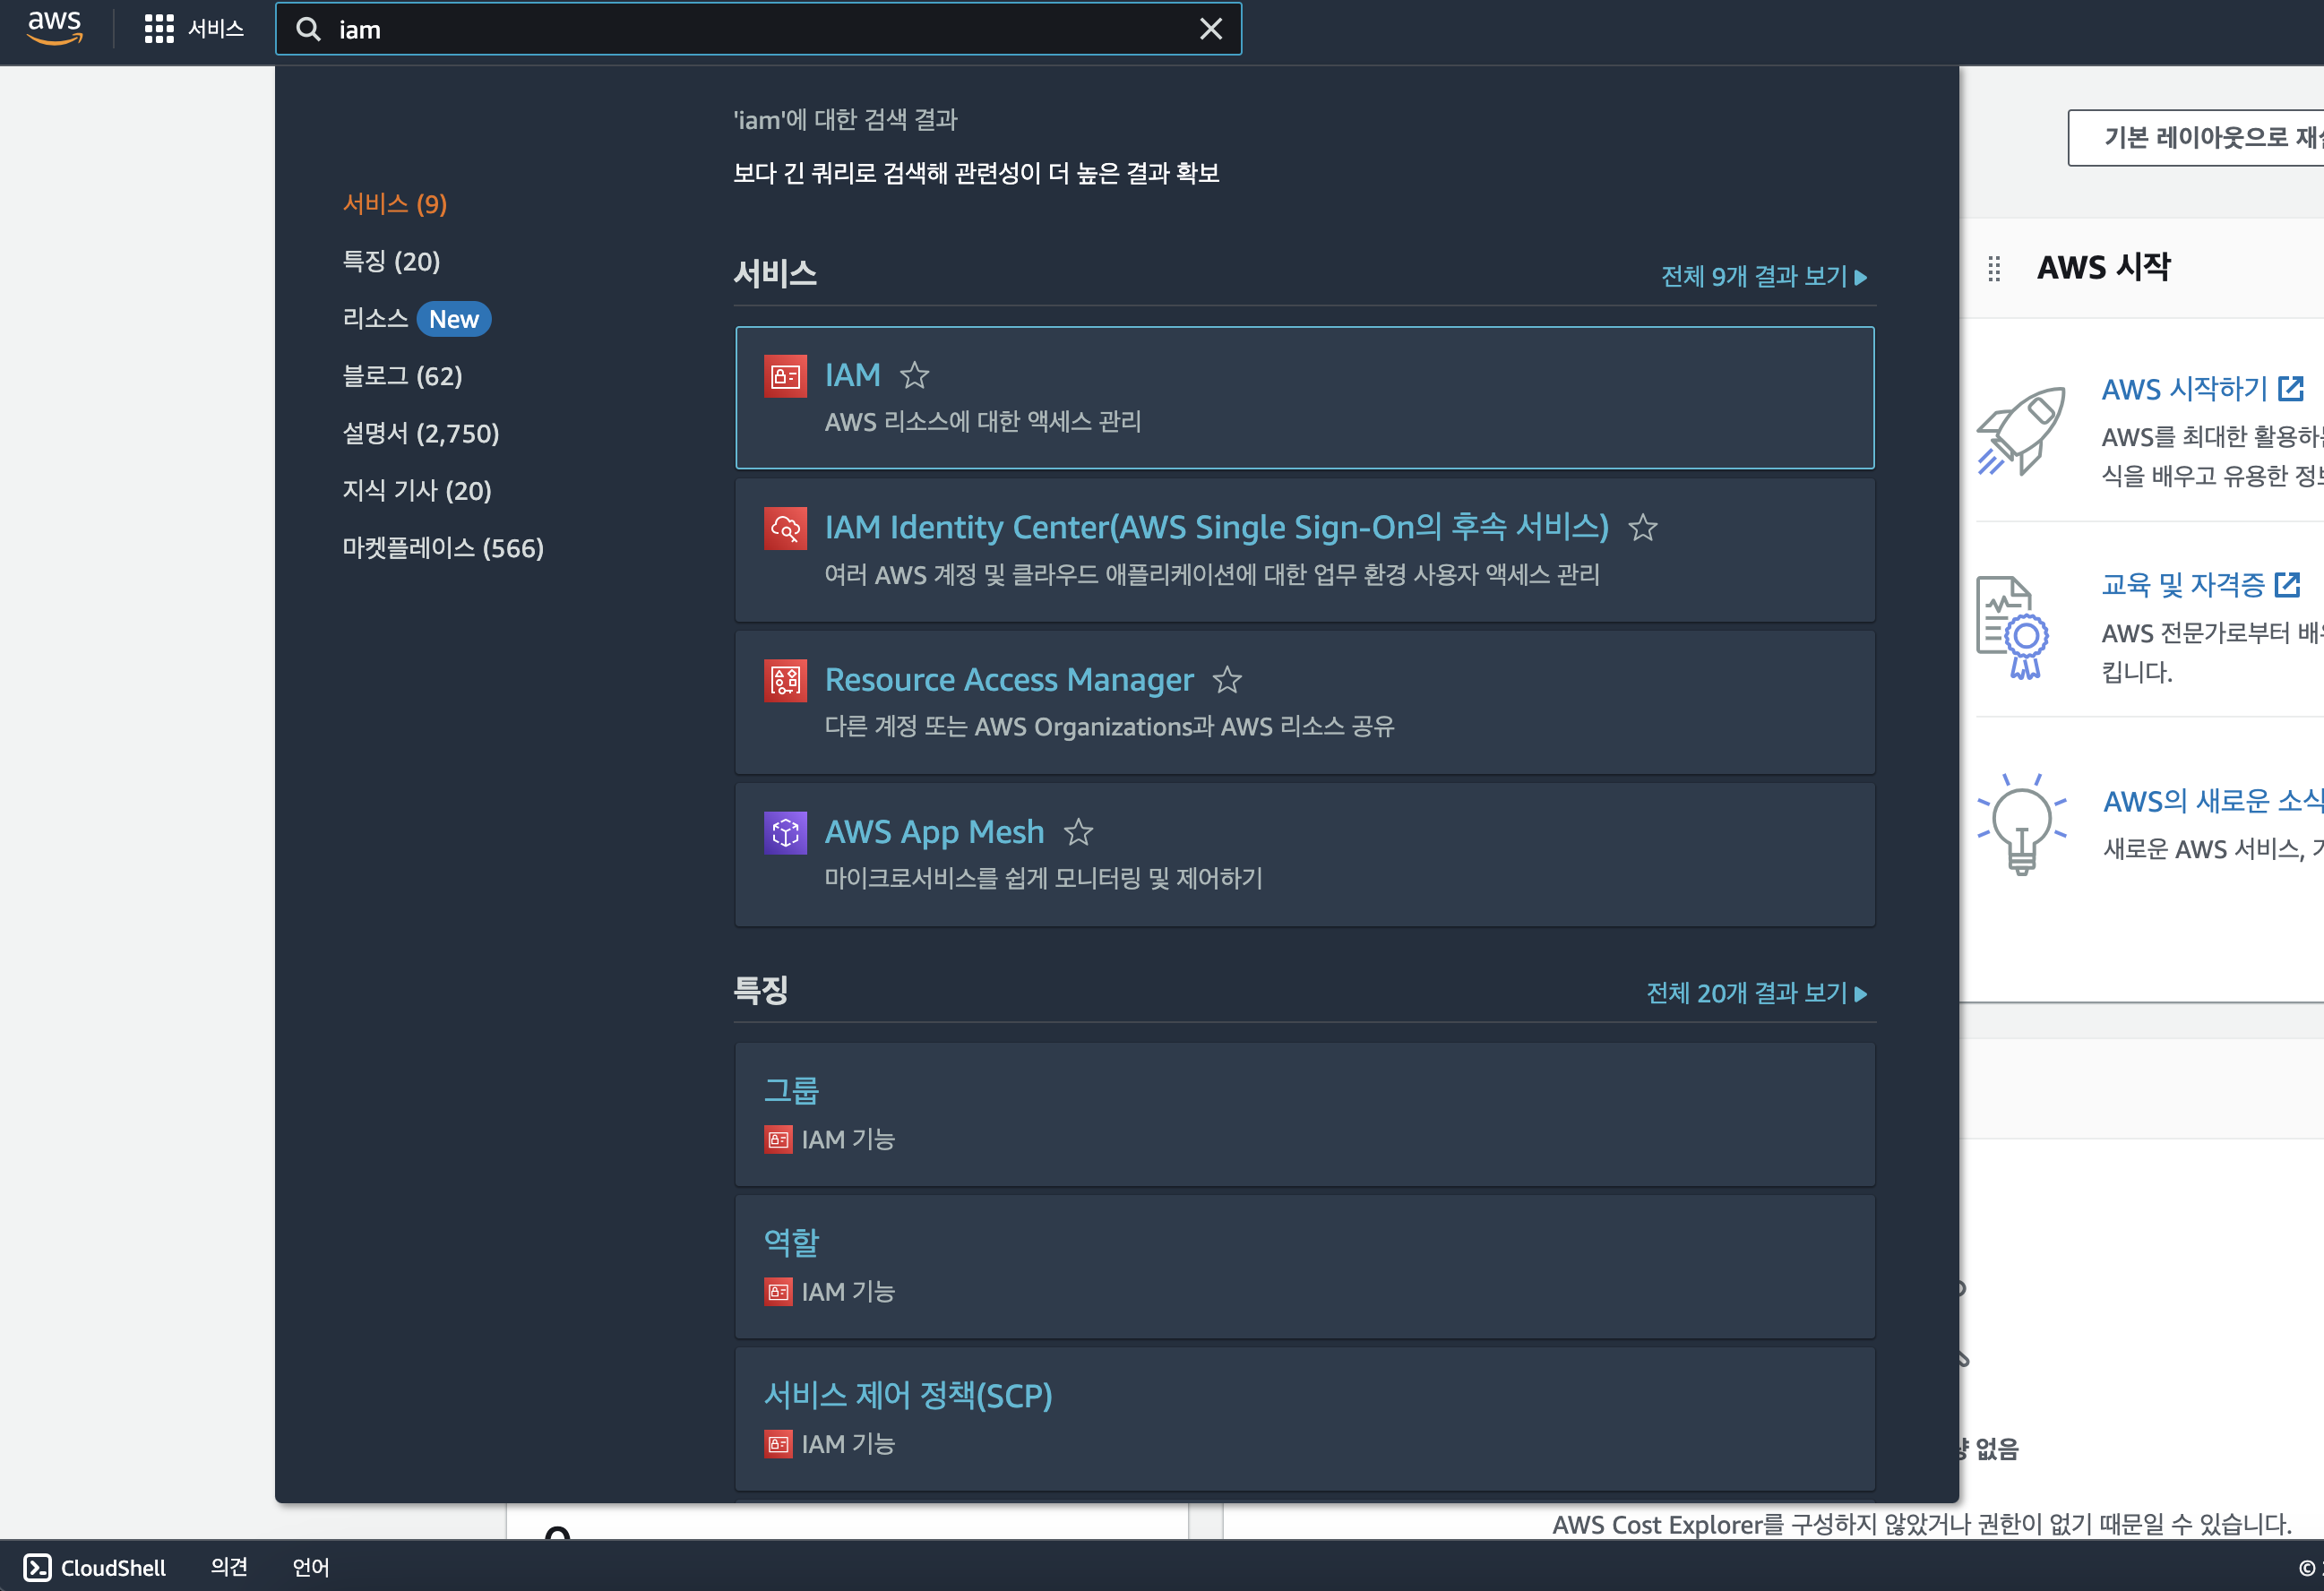 aws
서비스
iam
'iam'에 대한 검색 결과
보다 긴 쿼리로 검색해 관련성이 더 높은 결과 확보
서비스 (9)
특징 (20)
리소스 New
블로그 (62)
설명서 (2,750)
지식 기사 (20)
마켓플레이스 (566)
서비스
전체 9개 결과 보기
IAM
AWS 리소스에 대한 액세스 관리
IAM Identity Center(AWS Single Sign-On의 후속 서비스)
여러 AWS 계정 및 클라우드 애플리케이션에 대한 업무 환경 사용자 액세스 관리
Resource Access Manager
다른 계정 또는 AWS Organizations과 AWS 리소스 공유
AWS App Mesh
마이크로서비스를 쉽게 모니터링 및 제어하기
특징
전체 20개 결과 보기
그룹
IAM 기능
역할
IAM 기능
서비스 제어 정책(SCP)
IAM 기능
기본 레이아웃으로
AWS 시작
AWS 시작하기
AWS를 최대한
식을 배우고 유용한
교육 및 자격증
AWS 전문가로부터
킵니다.
AWS의 새로운 소식
새로운 AWS 서비스,
없음
AWS Cost Explorer를 구성하지 않았거나 권한이 없기 때문일 수 있습니다.
CloudShell
의견
언어
©